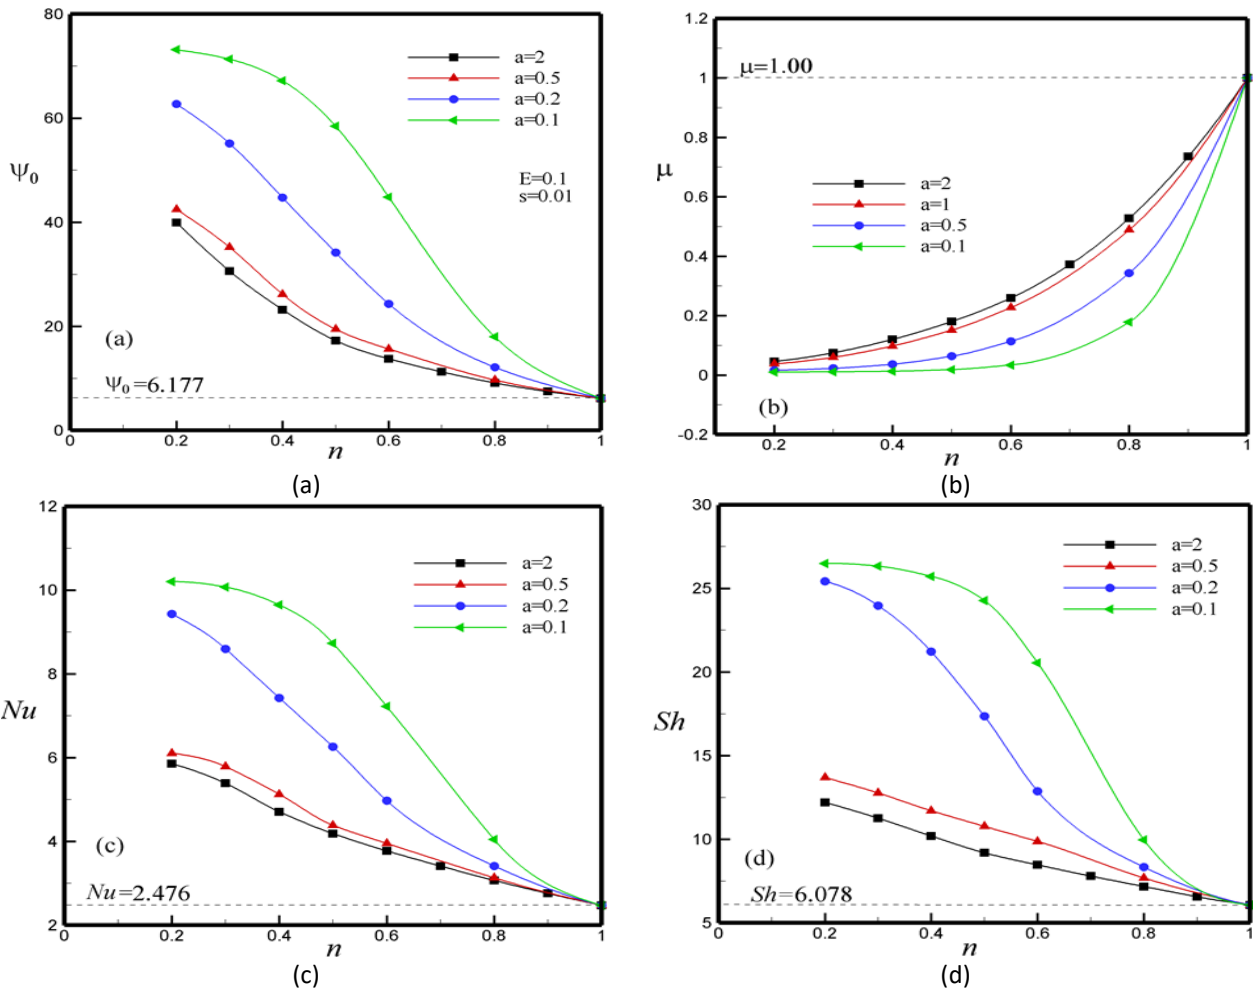 80
60
40
20
0
ψ₀
a=2
a=0.5
a=0.2
a=0.1
E=0.1
s=0.01
(a)
ψ₀=6.177
0 0.2 0.4 0.6 0.8 1
n
(a)
1.2
1
0.8
0.6
0.4
0.2
0
-0.2
μ
μ=1.00
a=2
a=1
a=0.5
a=0.1
(b)
0.2 0.4 0.6 0.8 1
n
(b)
12
10
8
6
4
2
Nu
a=2
a=0.5
a=0.2
a=0.1
(c)
Nu=2.476
0 0.2 0.4 0.6 0.8 1
n
(c)
30
25
20
15
10
5
Sh
a=2
a=0.5
a=0.2
a=0.1
(d)
Sh=6.078
0 0.2 0.4 0.6 0.8 1
n
(d)